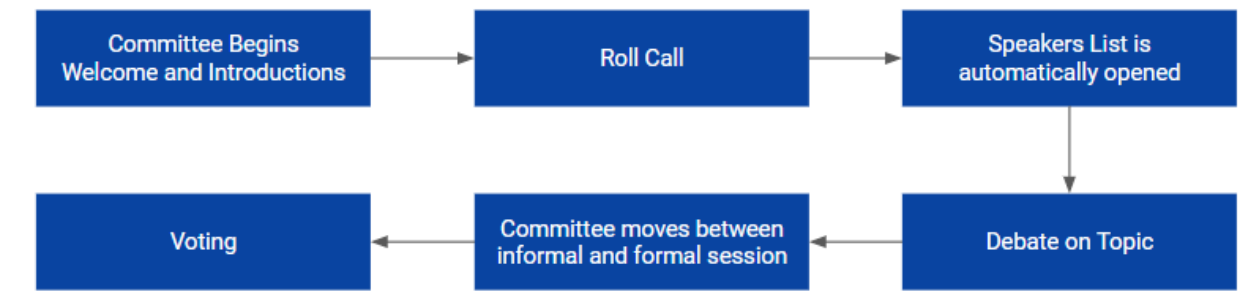 Committee Begins
Welcome and Introductions
Roll Call
Speakers List is
automatically opened
Debate on Topic
Committee moves between
informal and formal session
Voting